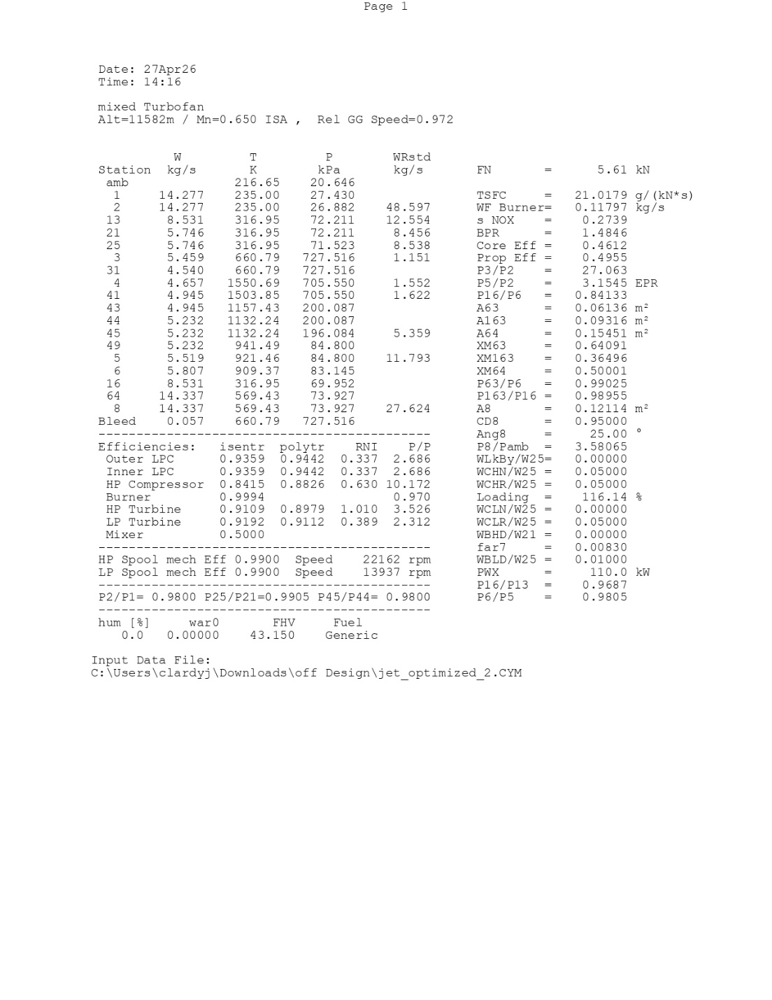 Page 1
Date: 27Apr26
Time: 14:16
mixed Turbofan
Alt=11582m / Mn=0.650 ISA ,  Rel GG Speed=0.972
W T P WRstd
Station kg/s K kPa kg/s FN = 5.61 kN
amb 216.65 20.646
1 14.277 235.00 27.430 TSFC = 21.0179 g/(kN*s)
2 14.277 235.00 26.882 48.597 WF Burner= 0.11797 kg/s
13 8.531 316.95 72.211 12.554 s NOX = 0.2739
21 5.746 316.95 72.211 8.456 BPR = 1.4846
25 5.746 316.95 71.523 8.538 Core Eff = 0.4612
3 5.459 660.79 727.516 1.151 Prop Eff = 0.4955
31 4.540 660.79 727.516 P3/P2 = 27.063
4 4.657 1550.69 705.550 1.552 P5/P2 = 3.1545 EPR
41 4.945 1503.85 705.550 1.622 P16/P6 = 0.84133
43 4.945 1157.43 200.087 A63 = 0.06136 m²
44 5.232 1132.24 200.087 A163 = 0.09316 m²
45 5.232 1132.24 196.084 5.359 A64 = 0.15451 m²
49 5.232 941.49 84.800 XM63 = 0.64091
5 5.519 921.46 84.800 11.793 XM163 = 0.36496
6 5.807 909.37 83.145 XM64 = 0.50001
16 8.531 316.95 69.952 P63/P6 = 0.99025
64 14.337 569.43 73.927 P163/P16 = 0.98955
8 14.337 569.43 73.927 27.624 A8 = 0.12114 m²
Bleed 0.057 660.79 727.516 CD8 = 0.95000
-------------------------------------------- Ang8 = 25.00 °
Efficiencies: isentr polytr RNI P/P P8/Pamb = 3.58065
Outer LPC 0.9359 0.9442 0.337 2.686 WLkBy/W25= 0.00000
Inner LPC 0.9359 0.9442 0.337 2.686 WCHN/W25 = 0.05000
HP Compressor 0.8415 0.8826 0.630 10.172 WCHR/W25 = 0.05000
Burner 0.9994 0.970 Loading = 116.14 %
HP Turbine 0.9109 0.8979 1.010 3.526 WCLN/W25 = 0.00000
LP Turbine 0.9192 0.9112 0.389 2.312 WCLR/W25 = 0.05000
Mixer 0.5000 WBHD/W21 = 0.00000
-------------------------------------------- far7 = 0.00830
HP Spool mech Eff 0.9900 Speed 22162 rpm WBLD/W25 = 0.01000
LP Spool mech Eff 0.9900 Speed 13937 rpm PWX = 110.0 kW
-------------------------------------------- P16/P13 = 0.9687
P2/P1= 0.9800 P25/P21=0.9905 P45/P44= 0.9800 P6/P5 = 0.9805
--------------------------------------------
hum [%] war0 FHV Fuel
0.0 0.00000 43.150 Generic
Input Data File:
C:\Users\clardyj\Downloads\off Design\jet_optimized_2.CYM